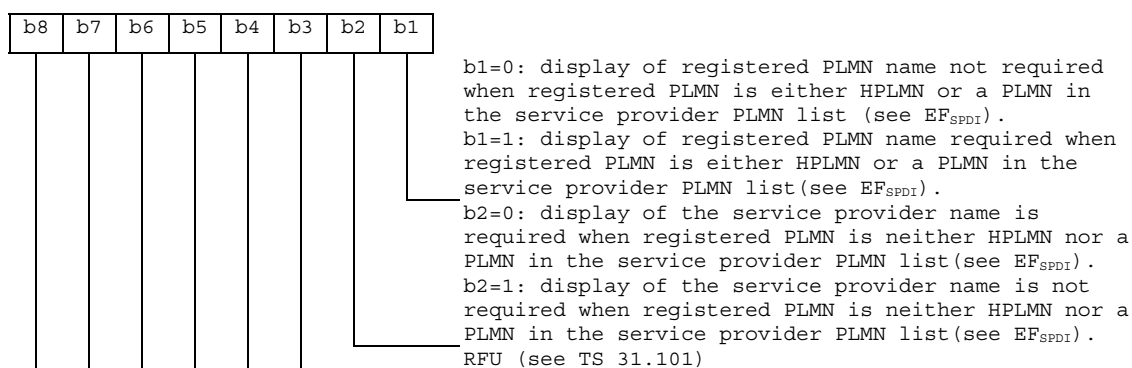 b8 b7 b6 b5 b4 b3 b2 b1
b1=0: display of registered PLMN name not required
when registered PLMN is either HPLMN or a PLMN in
the service provider PLMN list (see EFSPDI).
b1=1: display of registered PLMN name required when
registered PLMN is either HPLMN or a PLMN in the
service provider PLMN list(see EFSPDI).
b2=0: display of the service provider name is
required when registered PLMN is neither HPLMN nor a
PLMN in the service provider PLMN list(see EFSPDI).
b2=1: display of the service provider name is not
required when registered PLMN is neither HPLMN nor a
PLMN in the service provider PLMN list(see EFSPDI).
RFU (see TS 31.101)